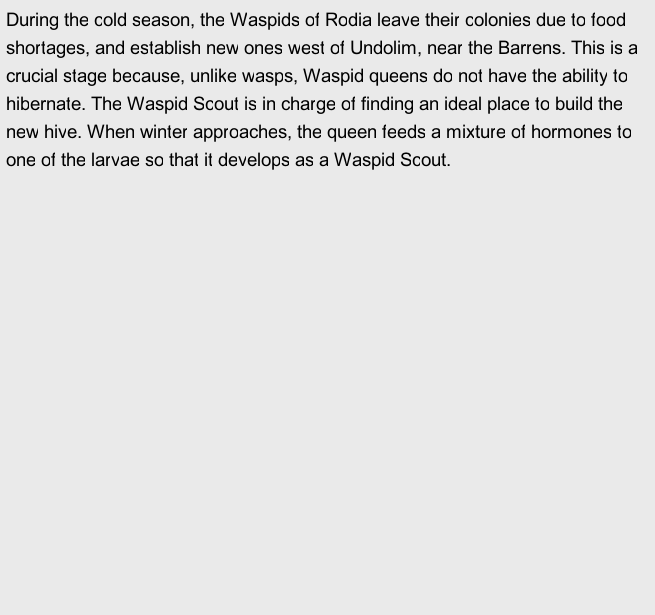 During the cold season, the Waspids of Rodia leave their colonies due to food
shortages, and establish new ones west of Undolim, near the Barrens. This is a
crucial stage because, unlike wasps, Waspid queens do not have the ability to
hibernate. The Waspid Scout is in charge of finding an ideal place to build the
new hive. When winter approaches, the queen feeds a mixture of hormones to
one of the larvae so that it develops as a Waspid Scout.